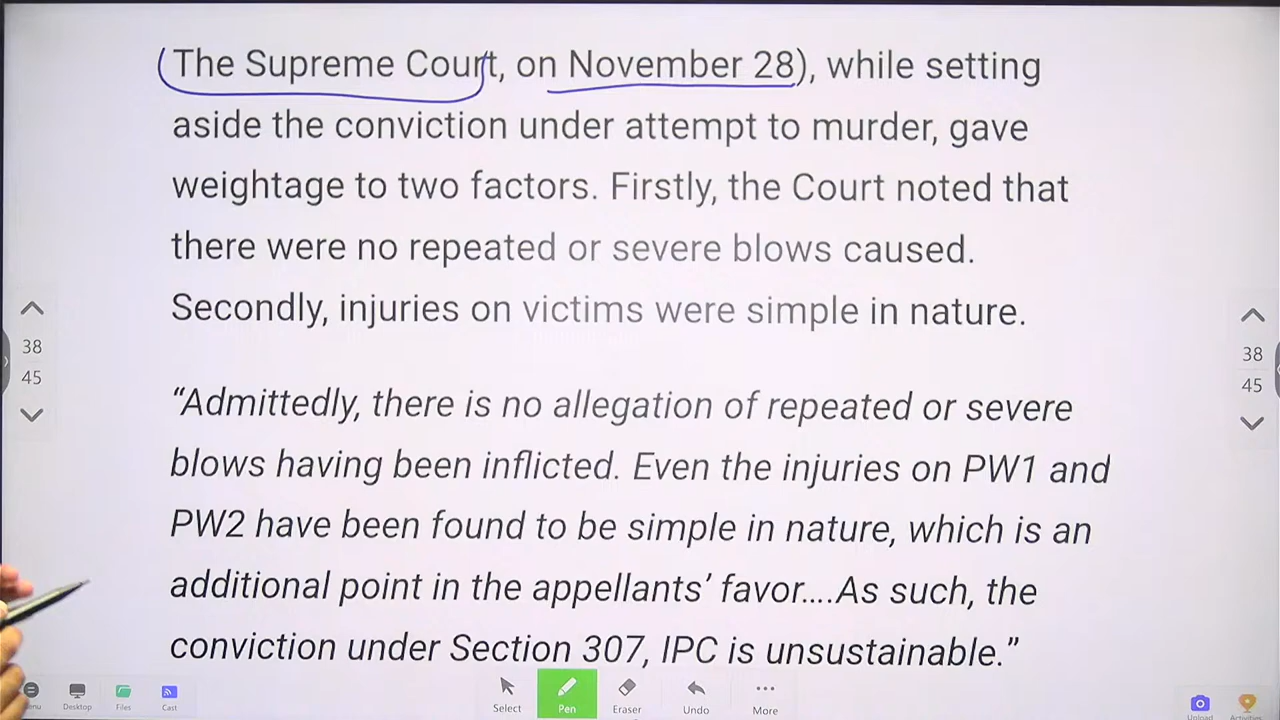 The Supreme Court, on November 28), while setting
aside the conviction under attempt to murder, gave
weightage to two factors. Firstly, the Court noted that
there were no repeated or severe blows caused.
Secondly, injuries on victims were simple in nature.
“Admittedly, there is no allegation of repeated or severe
blows having been inflicted. Even the injuries on PW1 and
PW2 have been found to be simple in nature, which is an
additional point in the appellants’ favor....As such, the
conviction under Section 307, IPC is unsustainable.”
38
45
38
45
Desktop
Files
Cast
Select
Pen
Eraser
Undo
More
Upload
Activities